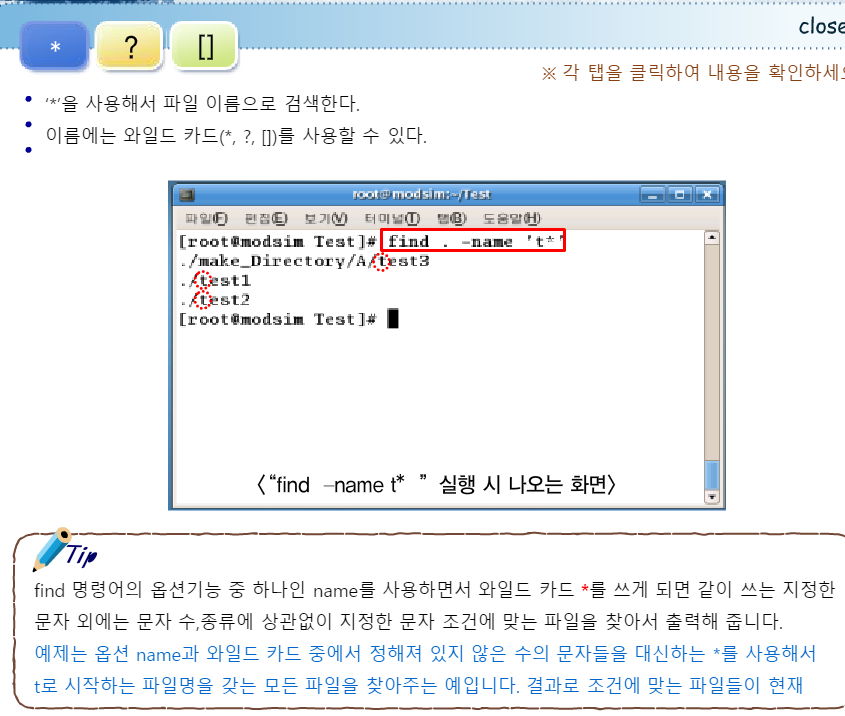 close
* ? []
※ 각 탭을 클릭하여 내용을 확인하세요
• '*'을 사용해서 파일 이름으로 검색한다.
• 이름에는 와일드 카드(*, ?, [])를 사용할 수 있다.
•
root@modsim:~/Test
파일(F) 편집(E) 보기(V) 터미널(T) 탭(B) 도움말(H)
[root@modsim Test]# find . -name 't*'
./make_Directory/A/test3
./test1
./test2
[root@modsim Test]#
〈“find –name t* ” 실행 시 나오는 화면〉
Tip
find 명령어의 옵션기능 중 하나인 name를 사용하면서 와일드 카드 *를 쓰게 되면 같이 쓰는 지정한
문자 외에는 문자 수,종류에 상관없이 지정한 문자 조건에 맞는 파일을 찾아서 출력해 줍니다.
예제는 옵션 name과 와일드 카드 중에서 정해져 있지 않은 수의 문자들을 대신하는 *를 사용해서
t로 시작하는 파일명을 갖는 모든 파일을 찾아주는 예입니다. 결과로 조건에 맞는 파일들이 현재